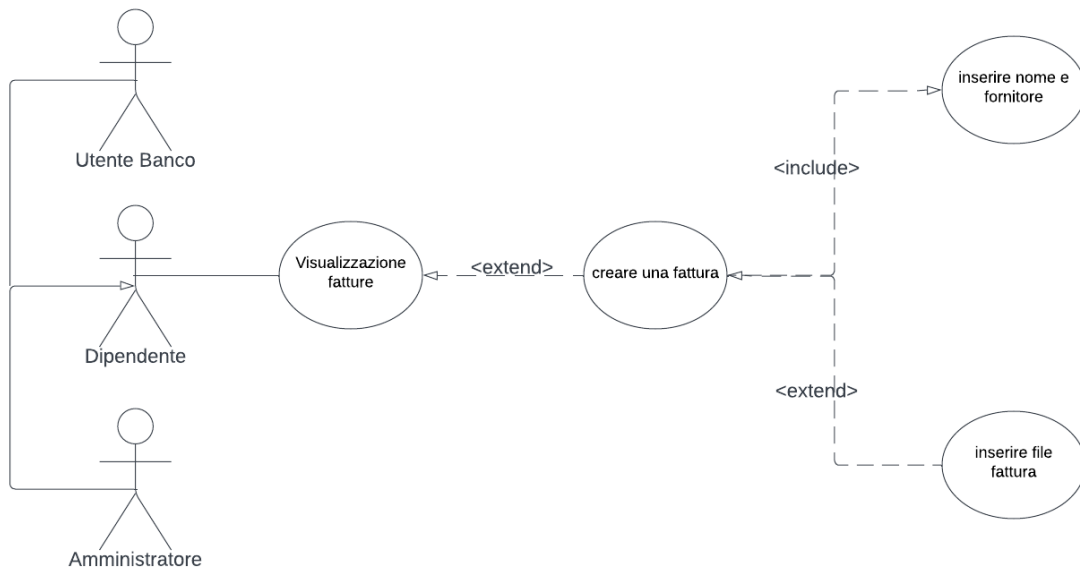 Utente Banco
Dipendente
Amministratore
Visualizzazione
fatture
<extend>
creare una fattura
<include>
<extend>
inserire nome e
fornitore
inserire file
fattura